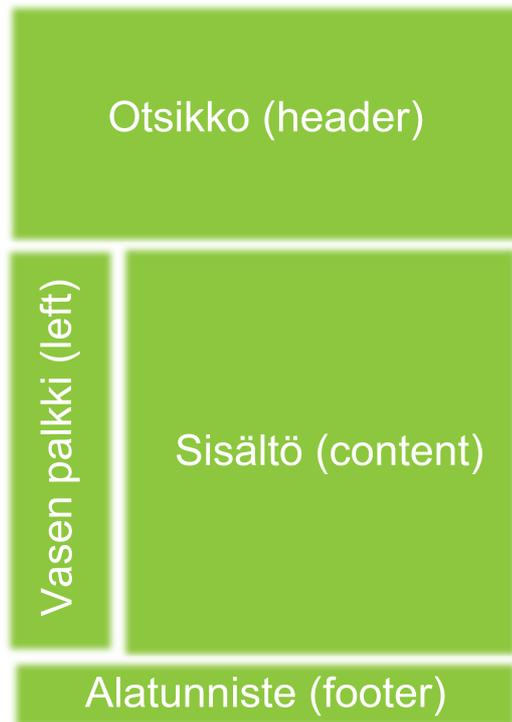 Otsikko (header)
Vasen palkki (left)
Sisältö (content)
Alatunniste (footer)